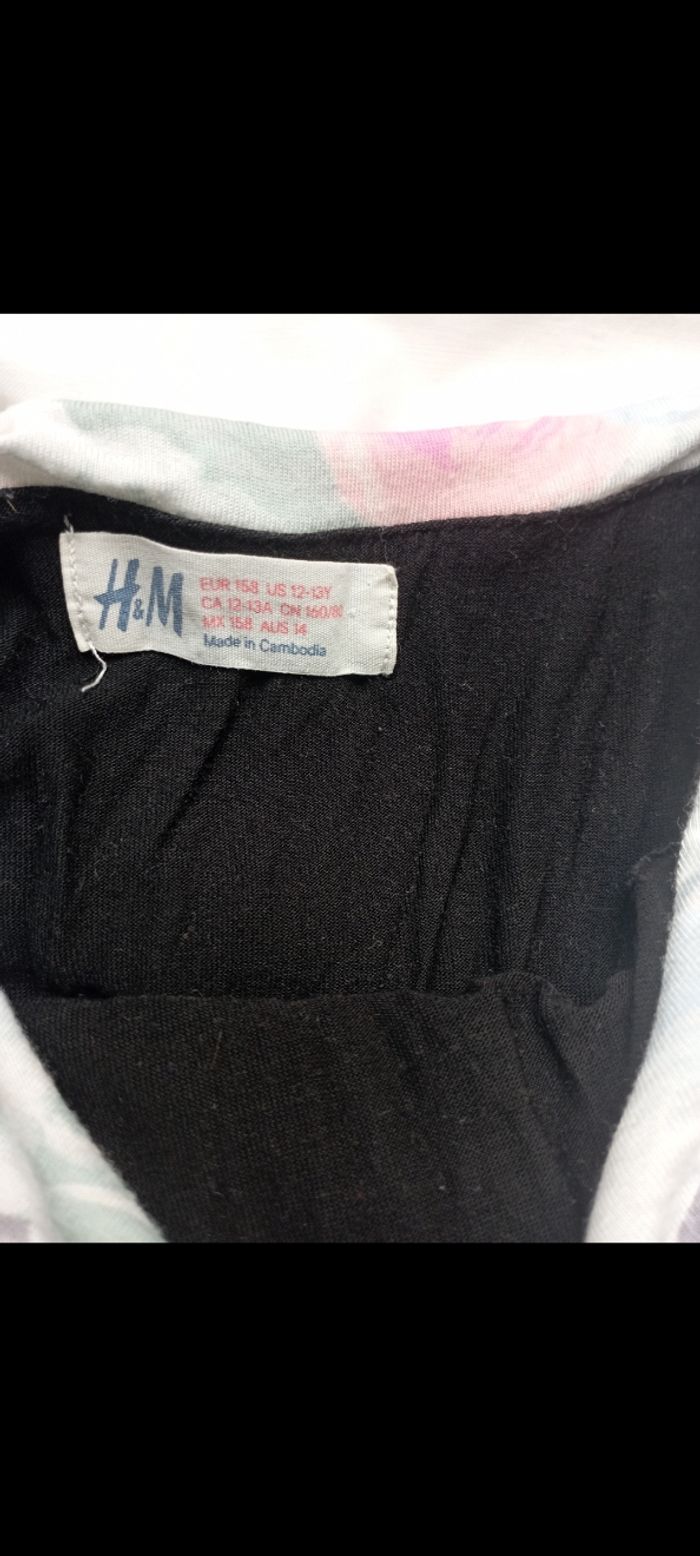 H&M
EUR 158 US 12-13Y
CA 12-13A CN 160/80
MX 158 AUS 14
Made in Cambodia